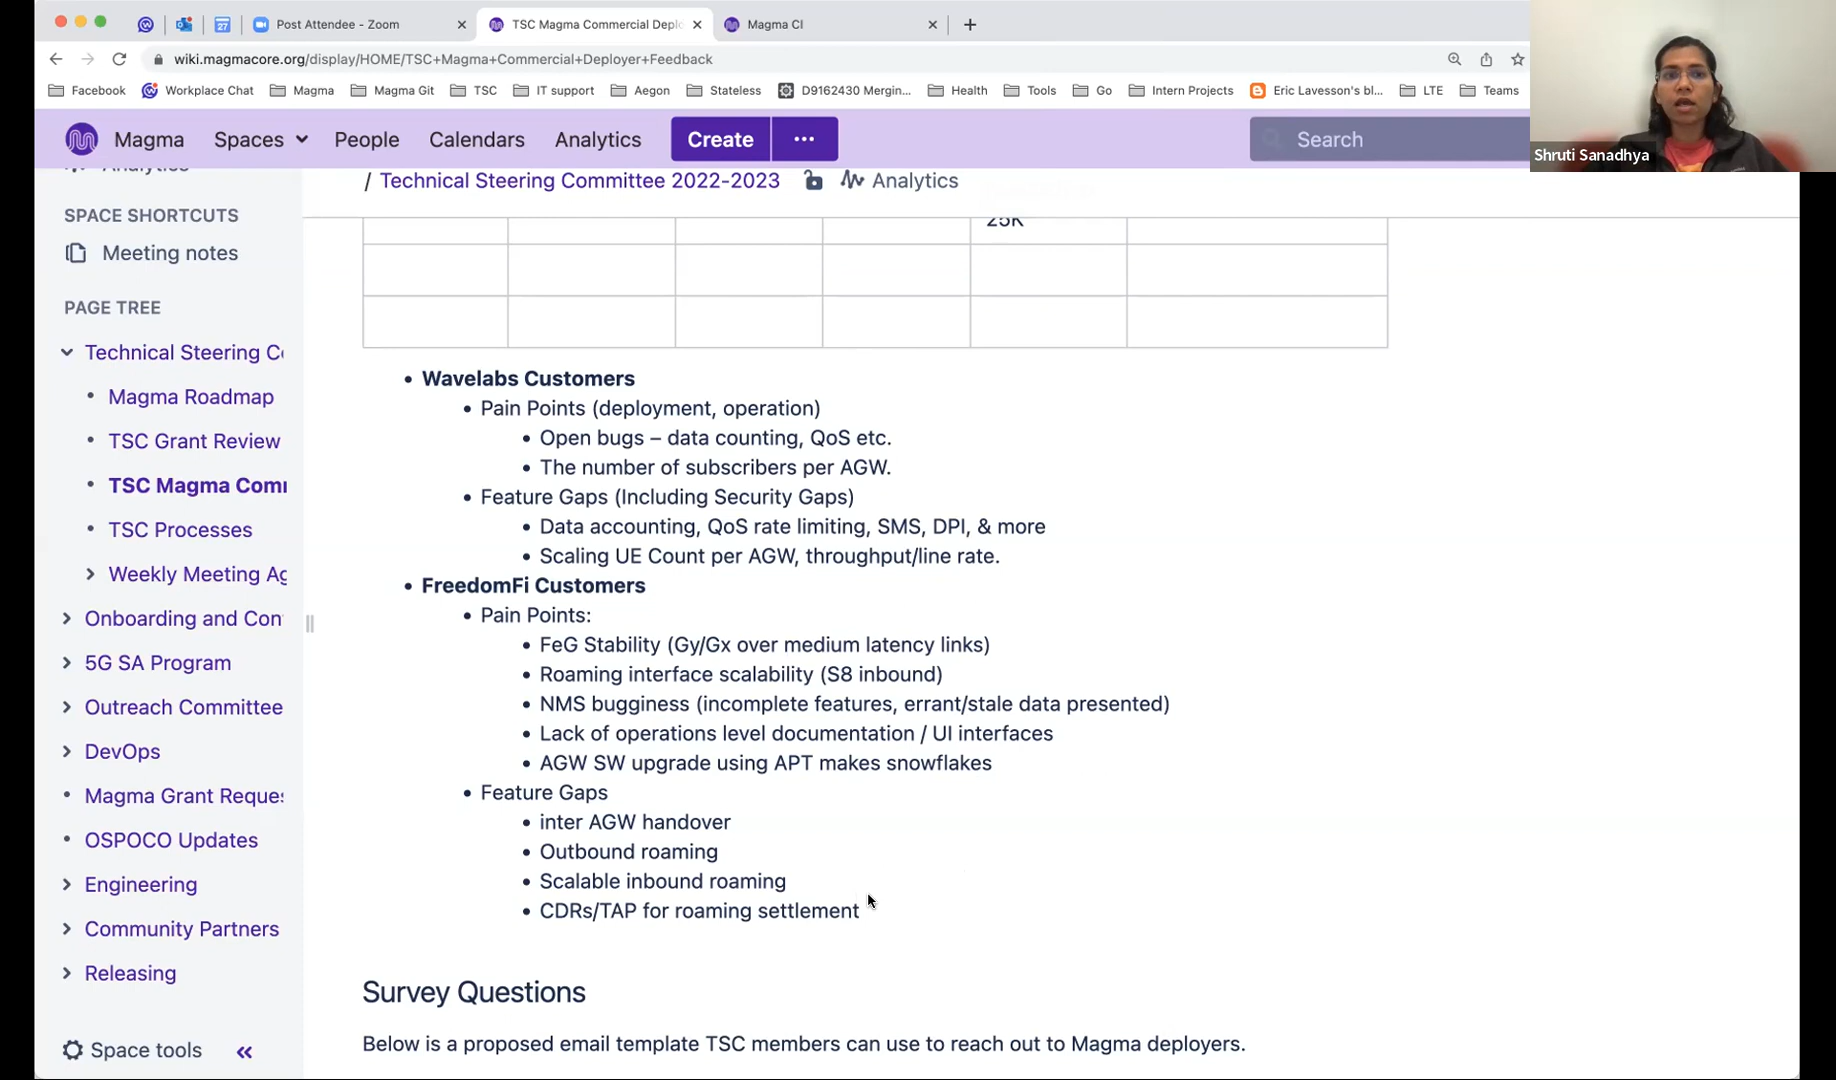 Post Attendee - Zoom
TSC Magma Commercial Depl
Magma CI
27
wiki.magmacore.org/display/HOME/TSC+Magma+Commercial+Deployer+Feedback
Facebook
Workplace Chat
Magma
Magma Git
TSC
IT support
Aegon
Stateless
D9162430 Mergin...
Health
Tools
Go
Intern Projects
Eric Lavesson's bl...
LTE
Teams
Magma
Spaces
People
Calendars
Analytics
Create
...
Search
Shruti Sanadhya
Analytics
/ Technical Steering Committee 2022-2023
Analytics
SPACE SHORTCUTS
Meeting notes
PAGE TREE
Technical Steering Co
Magma Roadmap
TSC Grant Review
TSC Magma Comm
TSC Processes
Weekly Meeting Ag
Onboarding and Con
5G SA Program
Outreach Committee
DevOps
Magma Grant Reques
OSPOCO Updates
Engineering
Community Partners
Releasing
Space tools
25K
• Wavelabs Customers
• Pain Points (deployment, operation)
• Open bugs – data counting, QoS etc.
• The number of subscribers per AGW.
• Feature Gaps (Including Security Gaps)
• Data accounting, QoS rate limiting, SMS, DPI, & more
• Scaling UE Count per AGW, throughput/line rate.
• FreedomFi Customers
• Pain Points:
• FeG Stability (Gy/Gx over medium latency links)
• Roaming interface scalability (S8 inbound)
• NMS bugginess (incomplete features, errant/stale data presented)
• Lack of operations level documentation / UI interfaces
• AGW SW upgrade using APT makes snowflakes
• Feature Gaps
• inter AGW handover
• Outbound roaming
• Scalable inbound roaming
• CDRs/TAP for roaming settlement
Survey Questions
Below is a proposed email template TSC members can use to reach out to Magma deployers.